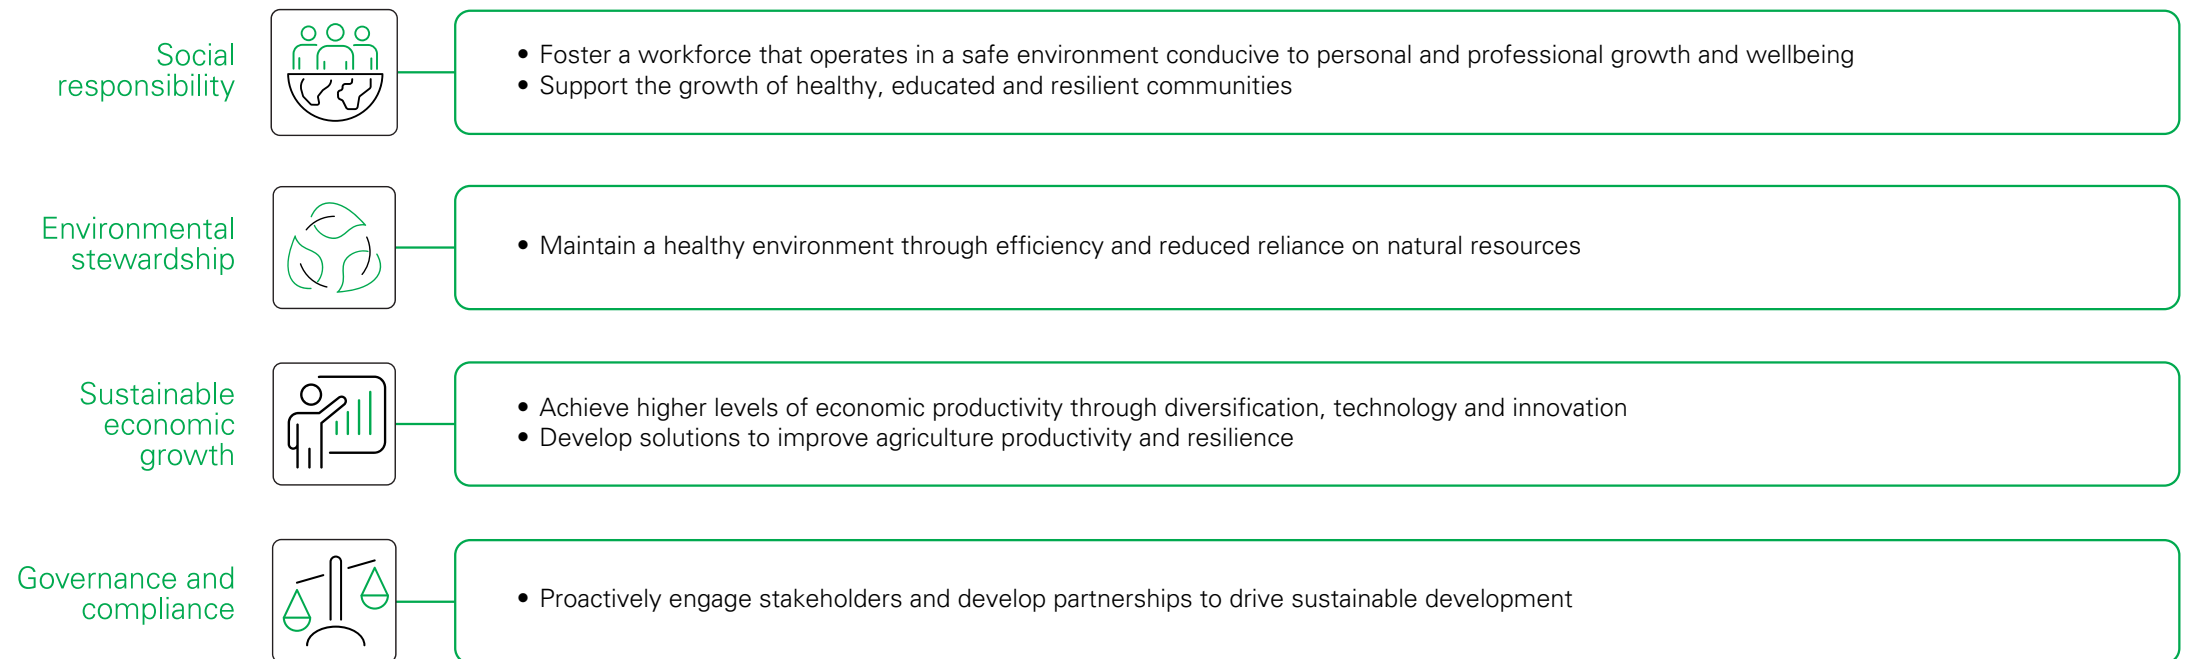 Social
responsibility
• Foster a workforce that operates in a safe environment conducive to personal and professional growth and wellbeing
• Support the growth of healthy, educated and resilient communities
Environmental
stewardship
• Maintain a healthy environment through efficiency and reduced reliance on natural resources
Sustainable
economic
growth
• Achieve higher levels of economic productivity through diversification, technology and innovation
• Develop solutions to improve agriculture productivity and resilience
Governance and
compliance
• Proactively engage stakeholders and develop partnerships to drive sustainable development